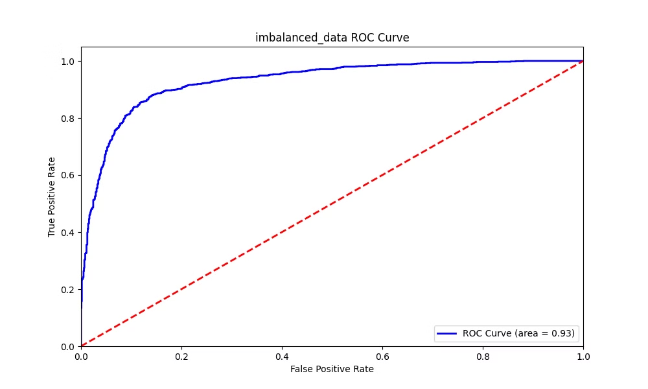 imbalanced_data ROC Curve
True Positive Rate
1.0
0.8
0.6
0.4
0.2
0.0
ROC Curve (area = 0.93)
0.0 0.2 0.4 0.6 0.8 1.0
False Positive Rate